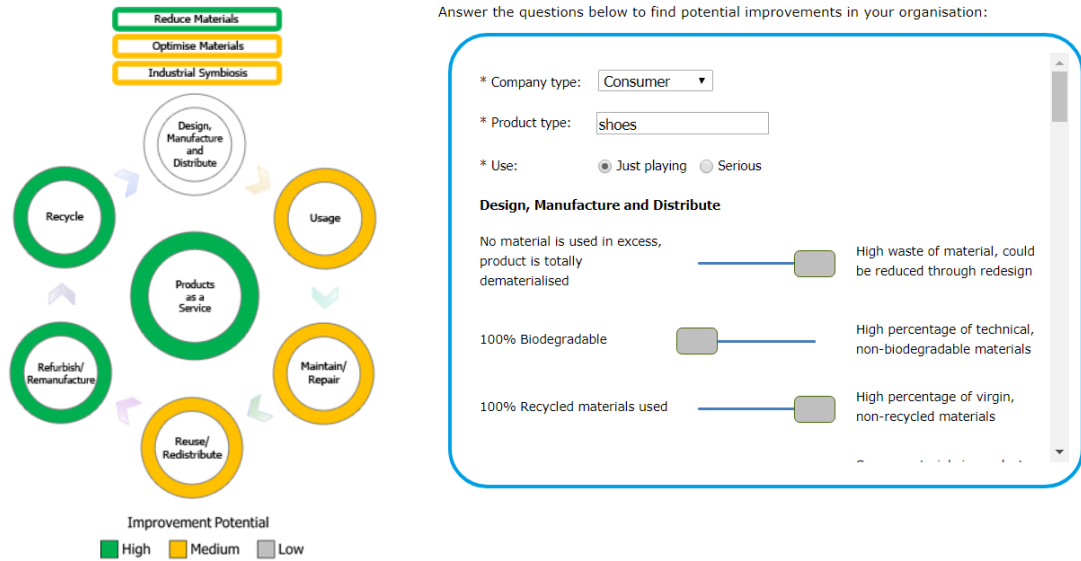 Reduce Materials
Optimise Materials
Industrial Symbiosis
Design,
Manufacture
and
Distribute
Recycle
Usage
Products
as a
Service
Refurbish/
Remanufacture
Maintain/
Repair
Reuse/
Redistribute
Improvement Potential
High Medium Low
Answer the questions below to find potential improvements in your organisation:
* Company type: Consumer
* Product type: shoes
* Use: Just playing Serious
Design, Manufacture and Distribute
No material is used in excess,
product is totally
dematerialised
High waste of material, could
be reduced through redesign
100% Biodegradable
High percentage of technical,
non-biodegradable materials
100% Recycled materials used
High percentage of virgin,
non-recycled materials